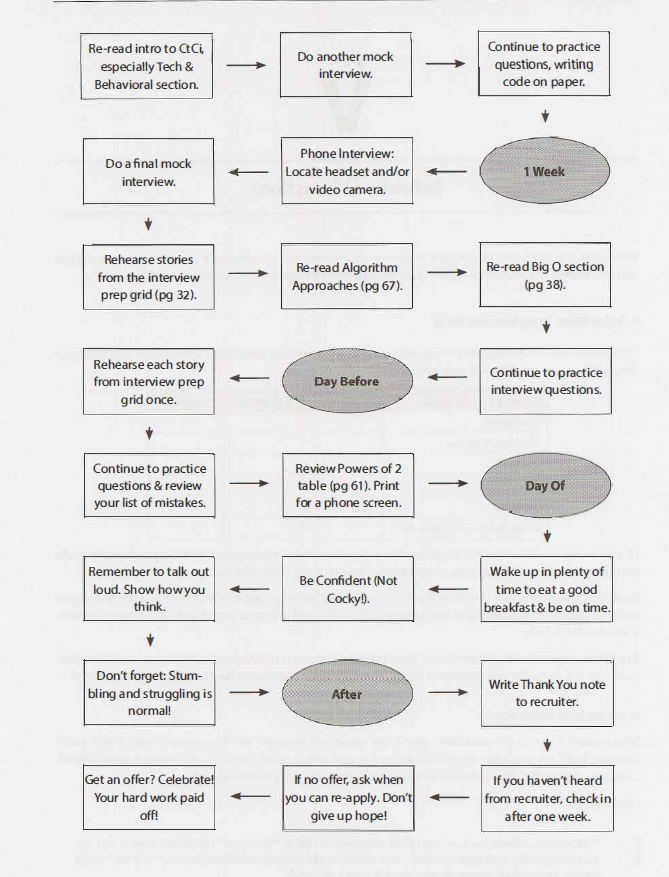 Re-read intro to CtCi,
especially Tech &
Behavioral section.
Do another mock
interview.
Continue to practice
questions, writing
code on paper.
1 Week
Phone Interview:
Locate headset and/or
video camera.
Do a final mock
interview.
Rehearse stories
from the interview
prep grid (pg 32).
Re-read Algorithm
Approaches (pg 67).
Re-read Big O section
(pg 38).
Continue to practice
interview questions.
Day Before
Rehearse each story
from interview prep
grid once.
Continue to practice
questions & review
your list of mistakes.
Review Powers of 2
table (pg 61). Print
for a phone screen.
Day Of
Wake up in plenty of
time to eat a good
breakfast & be on time.
Be Confident (Not
Cocky!).
Remember to talk out
loud. Show how you
think.
Don't forget: Stum-
bling and struggling is
normal!
After
Write Thank You note
to recruiter.
If you haven't heard
from recruiter, check in
after one week.
If no offer, ask when
you can re-apply. Don't
give up hope!
Get an offer? Celebrate!
Your hard work paid
off!